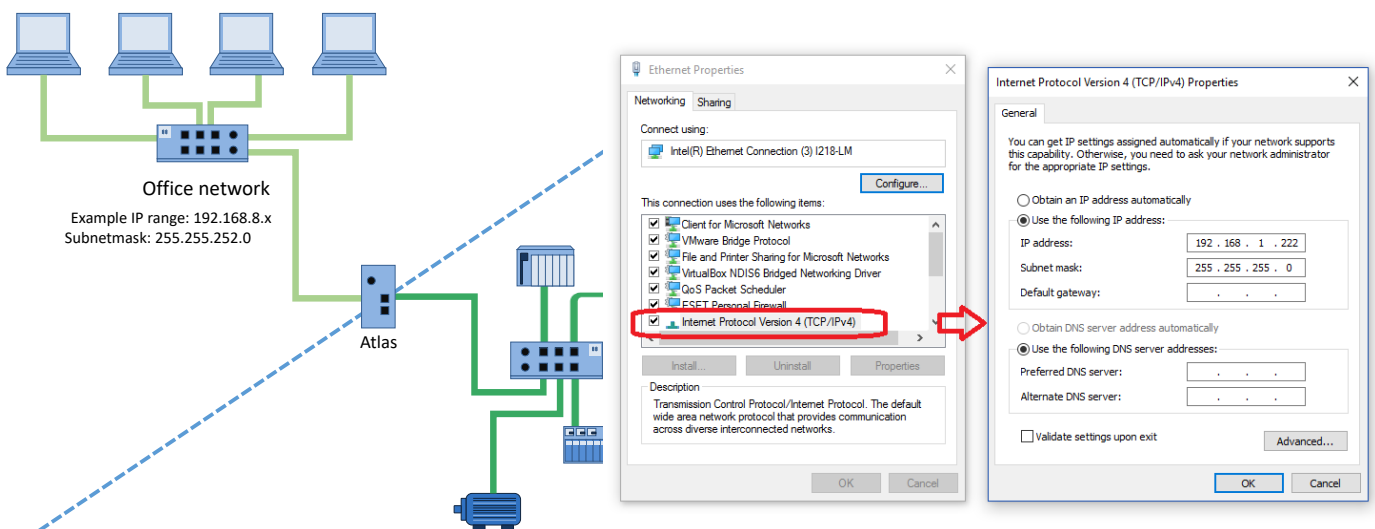 Office network
Example IP range: 192.168.8.x
Subnetmask: 255.255.252.0
Atlas
Ethernet Properties
Networking Sharing
Connect using:
Intel(R) Ethernet Connection (3) I218-LM
Configure...
This connection uses the following items:
Client for Microsoft Networks
VMware Bridge Protocol
File and Printer Sharing for Microsoft Networks
VirtualBox NDIS6 Bridged Networking Driver
QoS Packet Scheduler
ESET Personal Firewall
Internet Protocol Version 4 (TCP/IPv4)
Install... Uninstall Properties
Description
Transmission Control Protocol/Internet Protocol. The default
wide area network protocol that provides communication
across diverse interconnected networks.
OK Cancel
Internet Protocol Version 4 (TCP/IPv4) Properties
General
You can get IP settings assigned automatically if your network supports
this capability. Otherwise, you need to ask your network administrator
for the appropriate IP settings.
Obtain an IP address automatically
Use the following IP address:
IP address: 192 . 168 . 1 . 222
Subnet mask: 255 . 255 . 255 . 0
Default gateway: . . .
Obtain DNS server address automatically
Use the following DNS server addresses:
Preferred DNS server: . . .
Alternate DNS server: . . .
Validate settings upon exit
Advanced...
OK Cancel